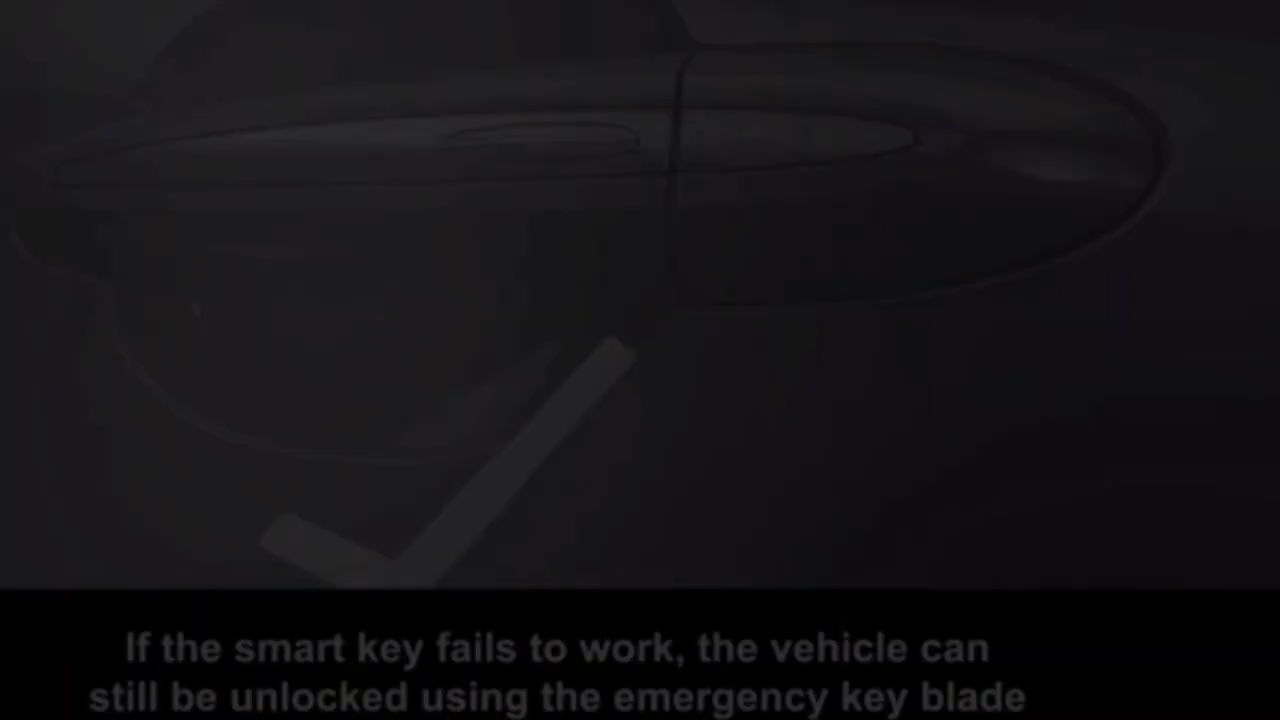 If the smart key fails to work, the vehicle can
still be unlocked using the emergency key blade